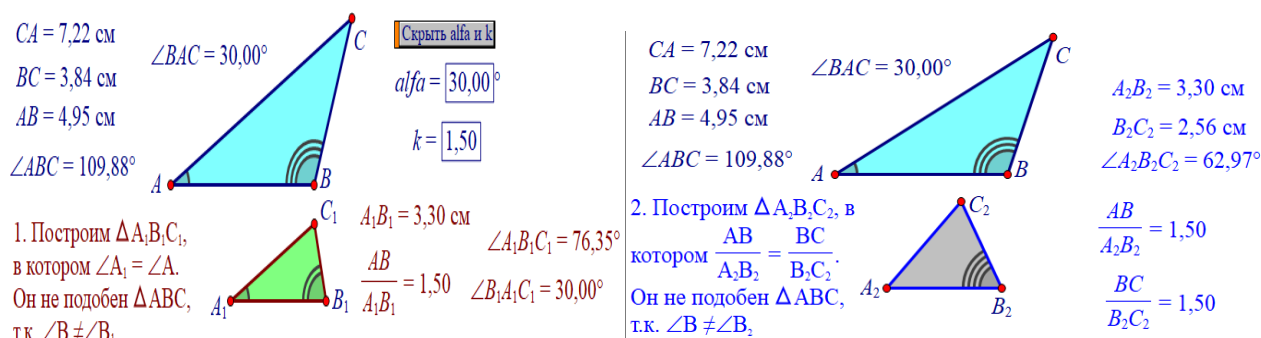 CA = 7,22 см
BC = 3,84 см
AB = 4,95 см
∠ABC = 109,88°
∠BAC = 30,00°
C
A
B
Скрыть alfa и k
alfa = 30,00°
k = 1,50
1. Построим ΔA₁B₁C₁,
в котором ∠A₁ = ∠A.
Он не подобен ΔABC,
т.к. ∠B ≠∠B₁
C₁
A₁
B₁
A₁B₁ = 3,30 см
AB
A₁B₁
= 1,50
∠A₁B₁C₁ = 76,35°
∠B₁A₁C₁ = 30,00°
CA = 7,22 см
BC = 3,84 см
AB = 4,95 см
∠ABC = 109,88°
∠BAC = 30,00°
C
A
B
A₂B₂ = 3,30 см
B₂C₂ = 2,56 см
∠A₂B₂C₂ = 62,97°
2. Построим ΔA₂B₂C₂, в
котором AB/A₂B₂ = BC/B₂C₂.
Он не подобен ΔABC,
т.к. ∠B ≠∠B₂
C₂
A₂
B₂
AB
A₂B₂
= 1,50
BC
B₂C₂
= 1,50